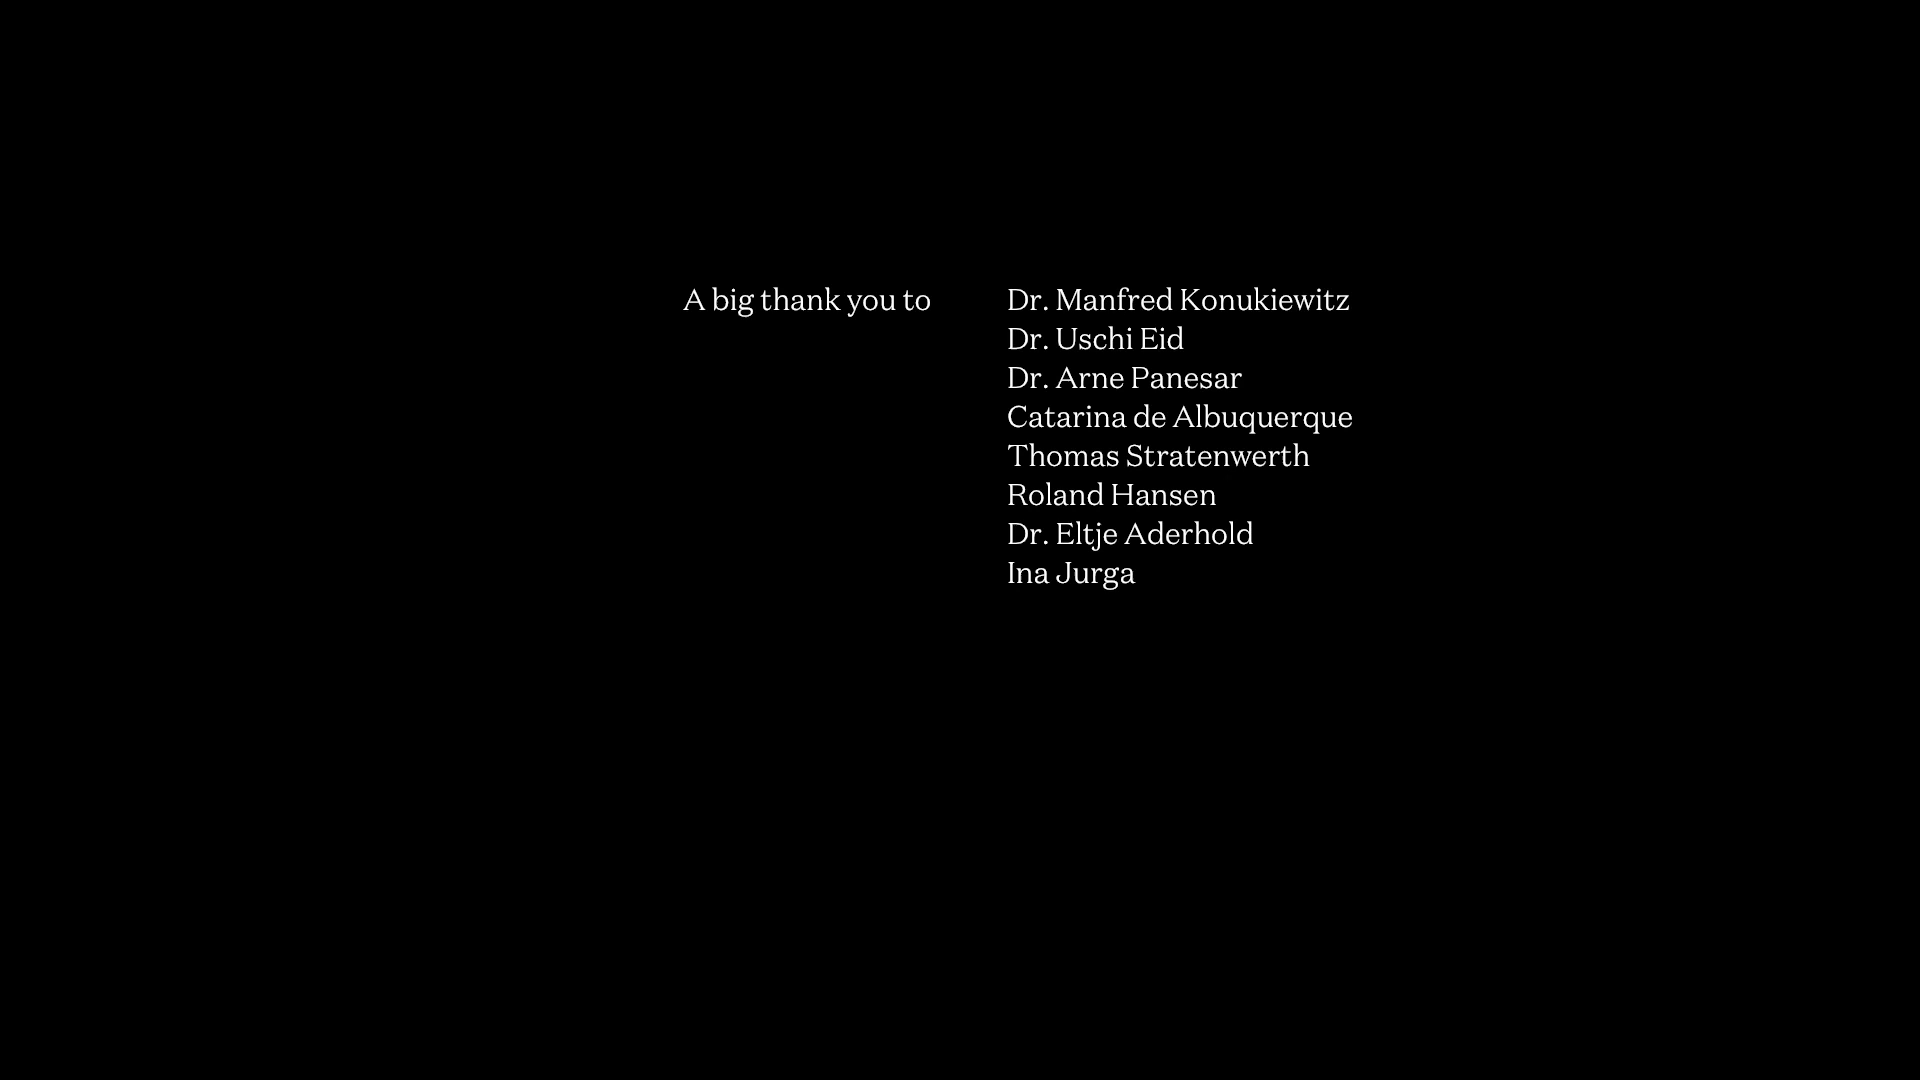 A big thank you to
Dr. Manfred Konukiewitz
Dr. Uschi Eid
Dr. Arne Panesar
Catarina de Albuquerque
Thomas Stratenwerth
Roland Hansen
Dr. Eltje Aderhold
Ina Jurga